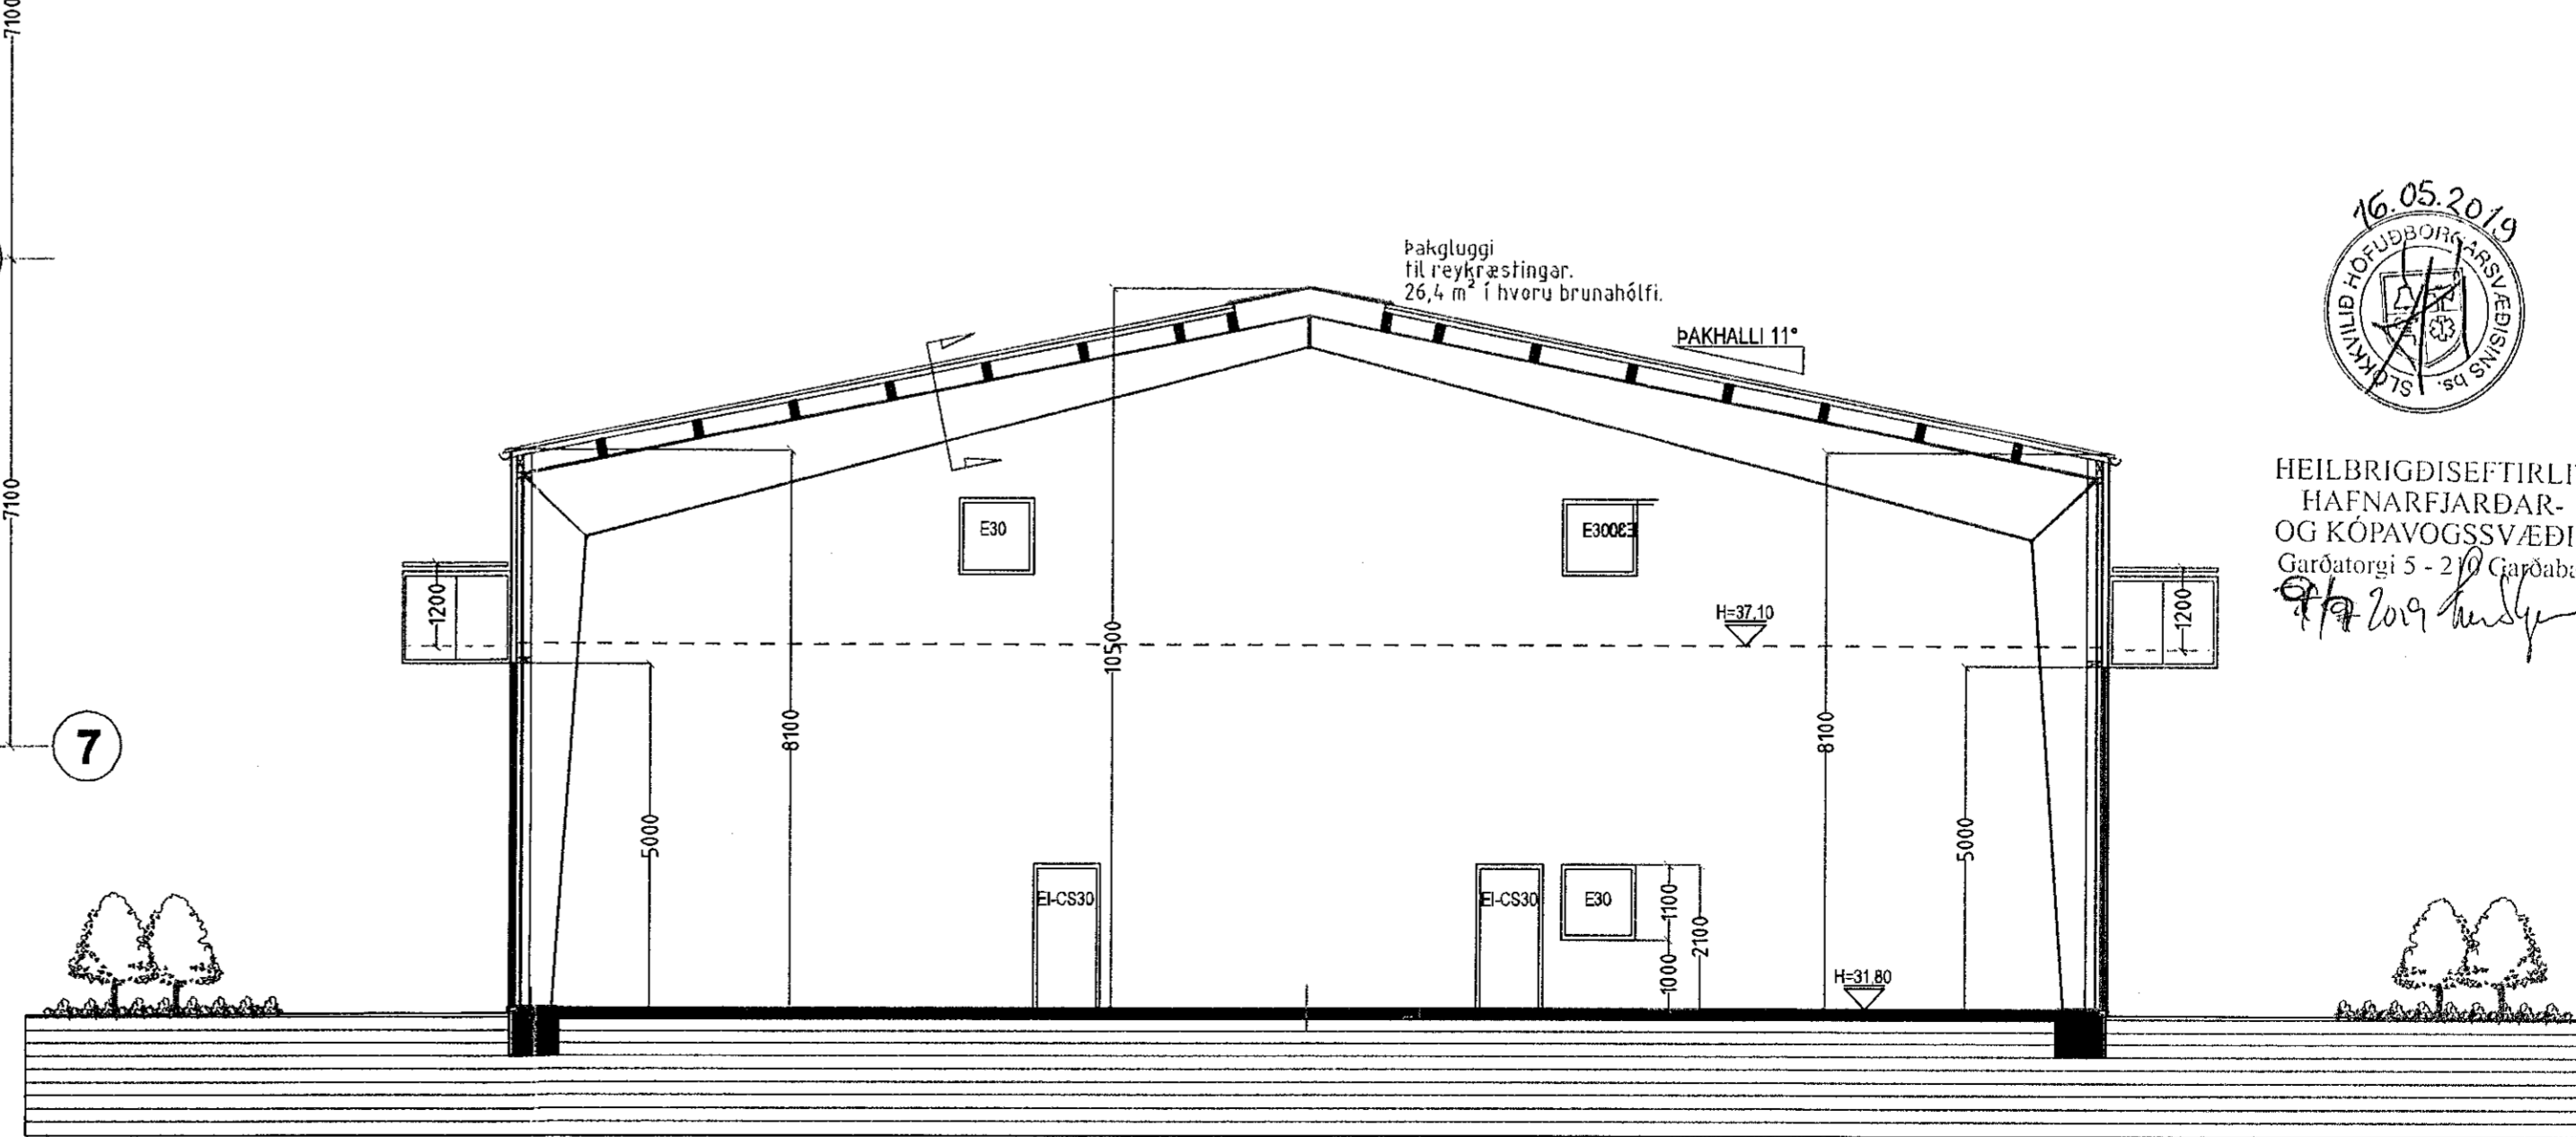 7100
7100
7
Þakgluggi
til reykræstingar.
26,4 m² í hvoru brunahólfi.
ÞAKHALLI 11°
16.05.2019
SLÖKKVILIÐ HÖFUÐBORGARSVÆÐISINS bs.
HEILBRIGÐISEFTIRLI
HAFNARFJARÐAR-
OG KÓPAVOGSSVÆÐI
Garðatorgi 5 - 210 Garðaba
2019
E30
E30
1200
1200
H=37,10
10500
8100
8100
5000
5000
EI-CS30
EI-CS30
E30
1100
2100
1000
H=31,80